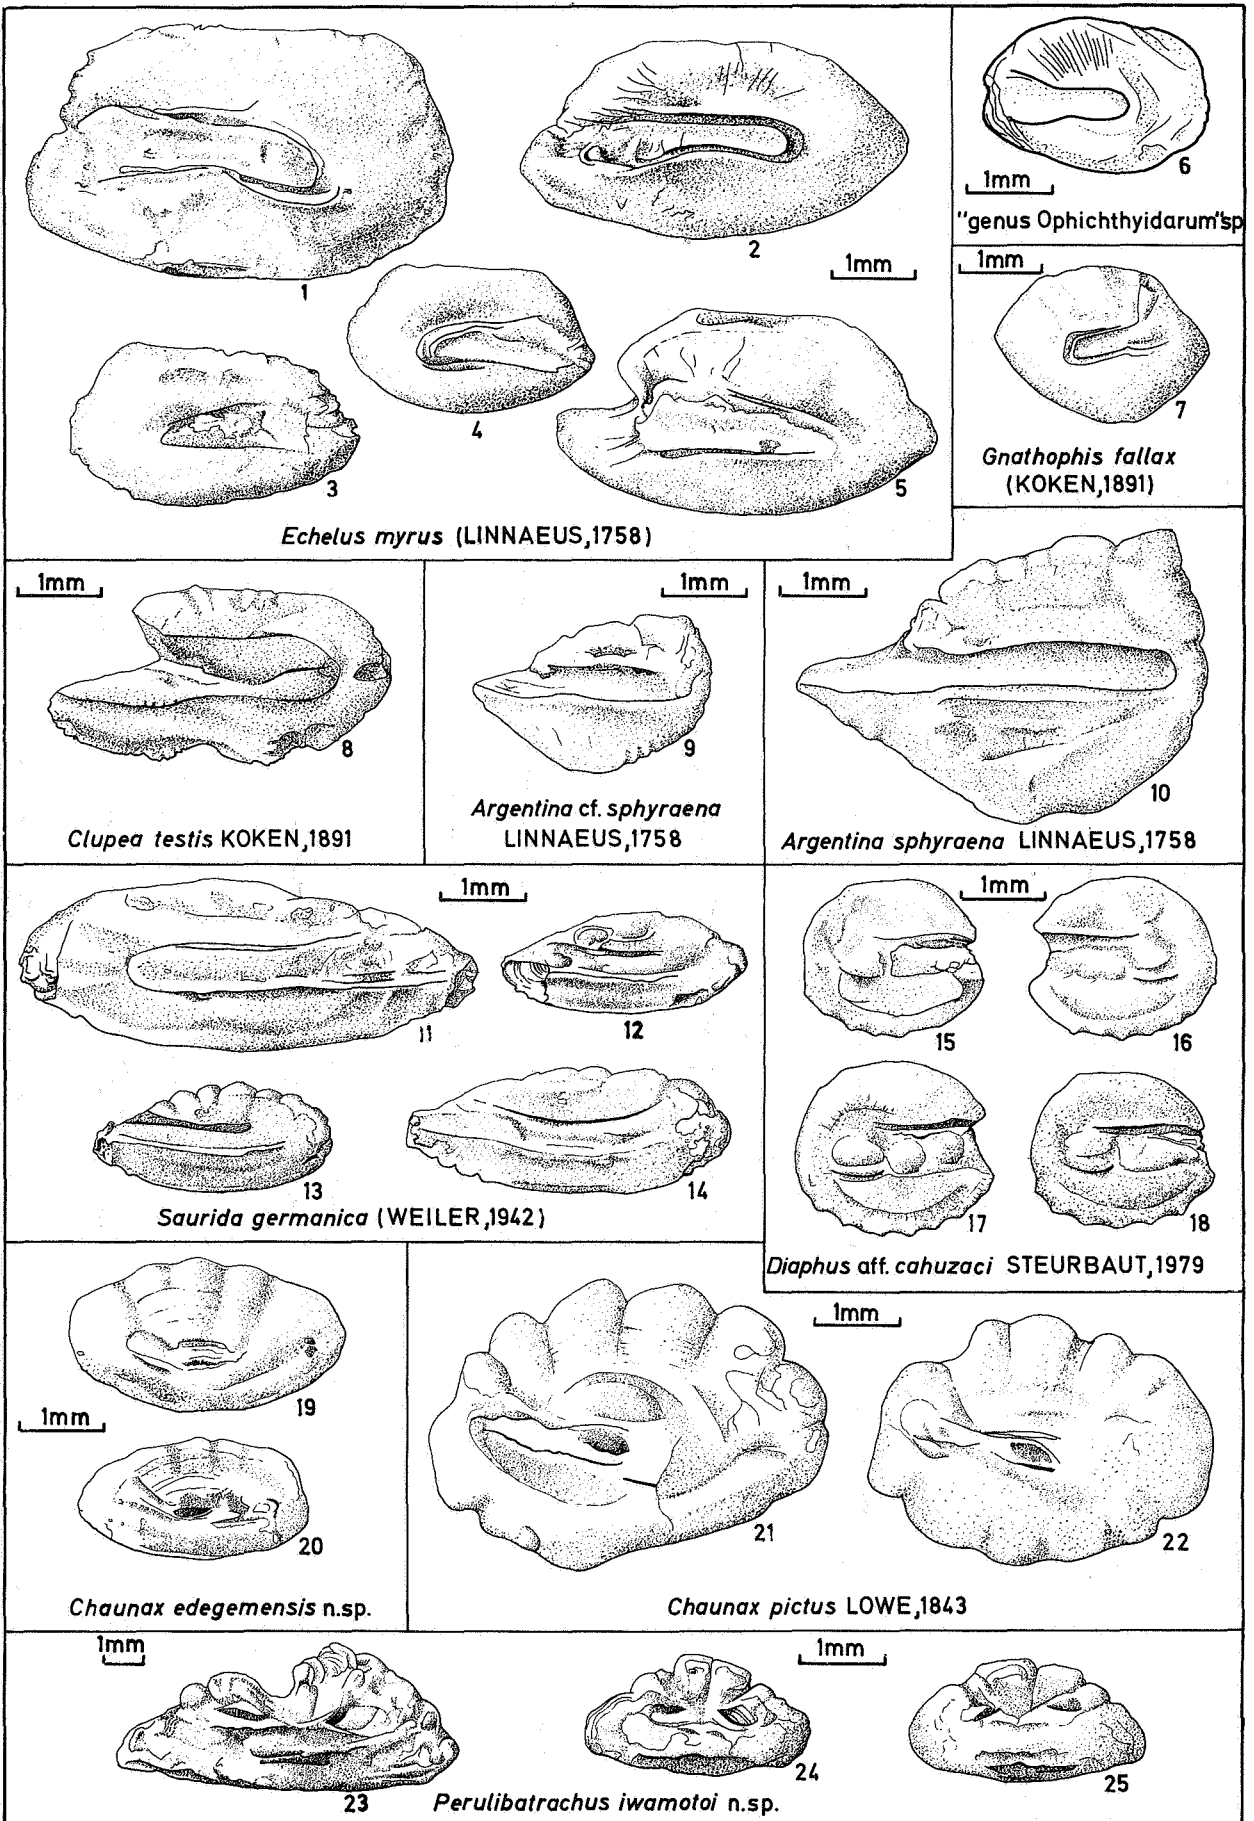 1
2
1mm
3
4
5
Echelus myrus (LINNAEUS,1758)
6
1mm
"genus Ophichthyidarum"sp
1mm
7
Gnathophis fallax
(KOKEN,1891)
1mm
8
Clupea testis KOKEN,1891
1mm
9
Argentina cf. sphyraena
LINNAEUS,1758
1mm
10
Argentina sphyraena LINNAEUS,1758
1mm
11
12
13
14
Saurida germanica (WEILER,1942)
1mm
15
16
17
18
Diaphus aff. cahuzaci STEURBAUT,1979
19
1mm
20
Chaunax edegemensis n.sp.
1mm
21
22
Chaunax pictus LOWE,1843
1mm
1mm
23
24
25
Perulibatrachus iwamotoi n.sp.